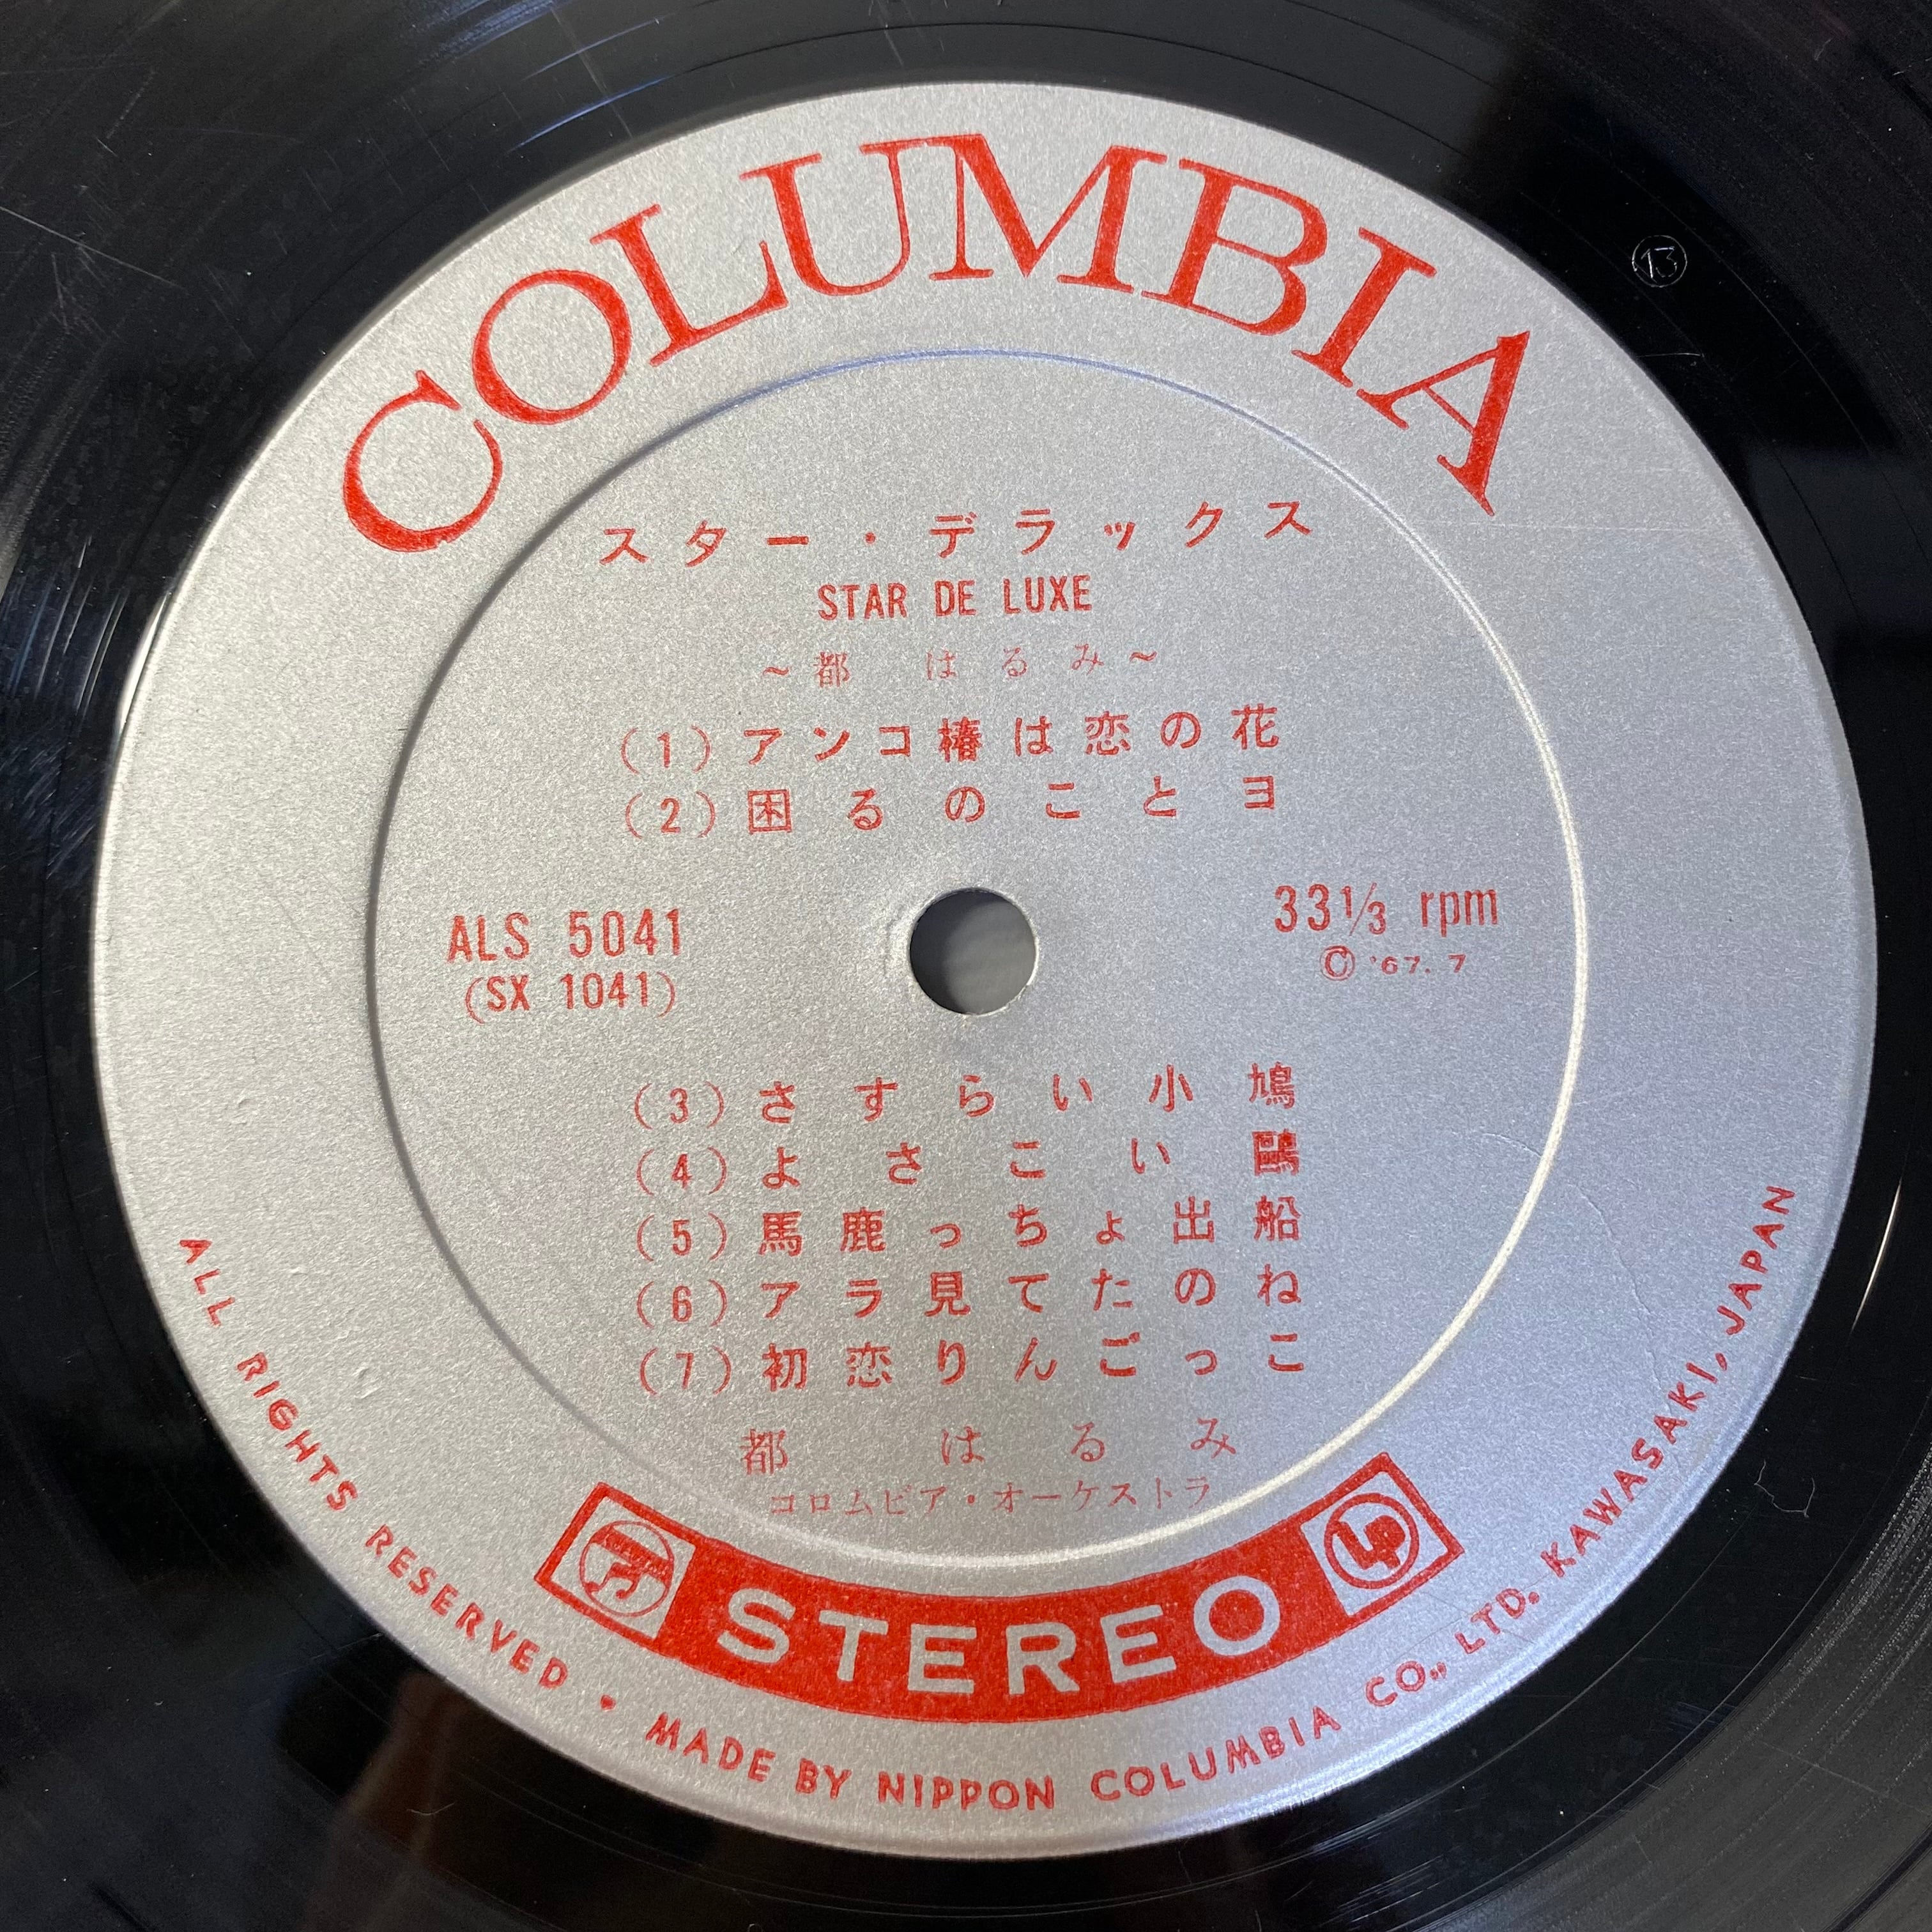 COLUMBIA
スター・デラックス
STAR DE LUXE
~都 はるみ~
(1) アンコ椿は恋の花
(2) 困るのことヨ
ALS 5041
(SX 1041)
33⅓ rpm
Ⓒ '67. 7
(3) さすらい小鳩
(4) よさこい鷗
(5) 馬鹿っちょ出船
(6) アラ見てたのね
(7) 初恋りんごっこ
都 はるみ
コロムビア・オーケストラ
STEREO
LP
ALL RIGHTS RESERVED • MADE BY NIPPON COLUMBIA CO., LTD. KAWASAKI, JAPAN
13